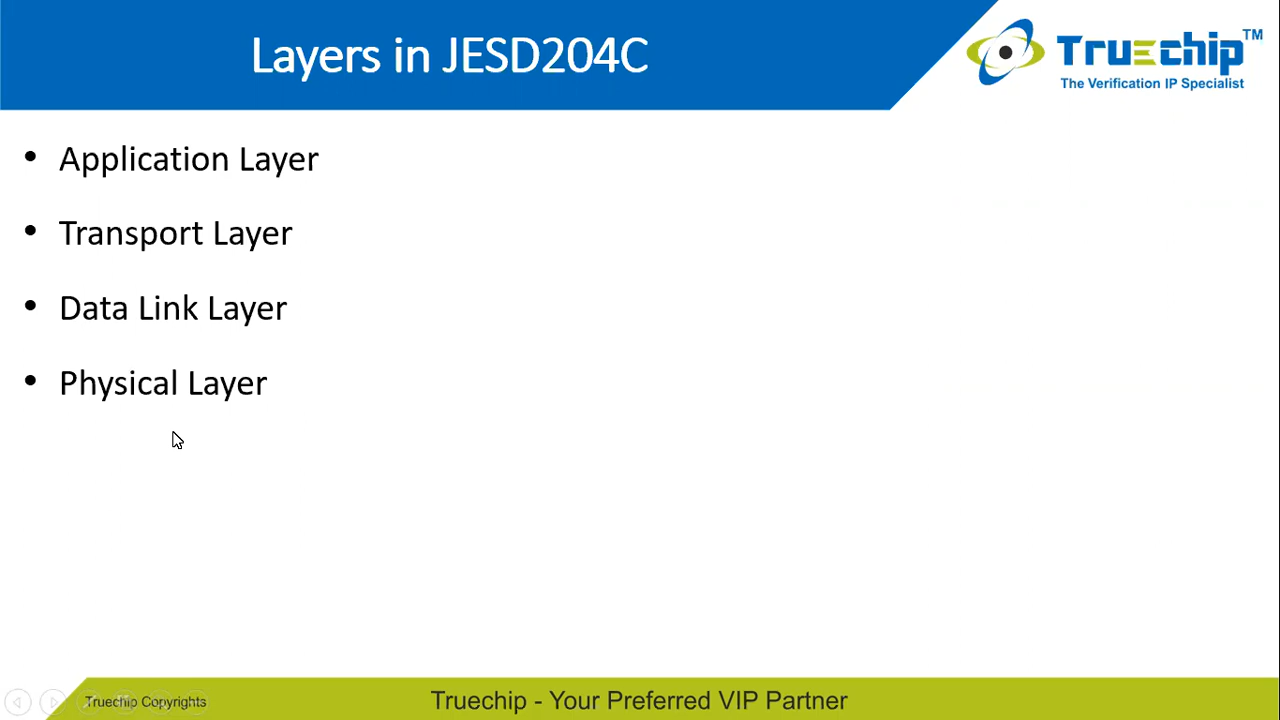 Layers in JESD204C
Truechip™
The Verification IP Specialist
• Application Layer
• Transport Layer
• Data Link Layer
• Physical Layer
Truechip Copyrights
Truechip - Your Preferred VIP Partner